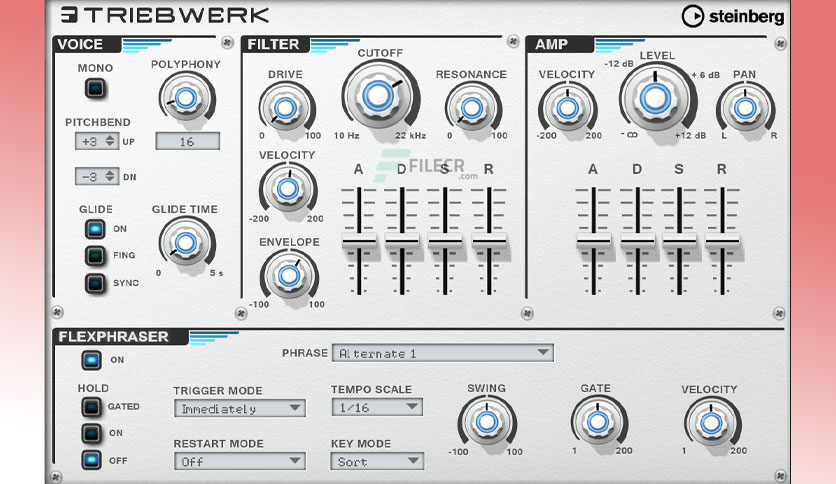 TRIEBWERK
steinberg
VOICE
MONO
POLYPHONY
16
PITCHBEND
+3 UP
-3 DN
GLIDE
ON
FING
SYNC
GLIDE TIME
0 5 s
FILTER
DRIVE
0 100
CUTOFF
10 Hz 22 kHz
RESONANCE
0 100
VELOCITY
-200 200
ENVELOPE
-100 100
A D S R
FILECR
.com
AMP
VELOCITY
-200 200
LEVEL
-12 dB + 6 dB
-∞ +12 dB
PAN
L R
A D S R
FLEXPHRASER
ON
PHRASE Alternate 1
HOLD
GATED
ON
OFF
TRIGGER MODE
Immediately
RESTART MODE
Off
TEMPO SCALE
1/16
KEY MODE
Sort
SWING
-100 100
GATE
1 200
VELOCITY
1 200